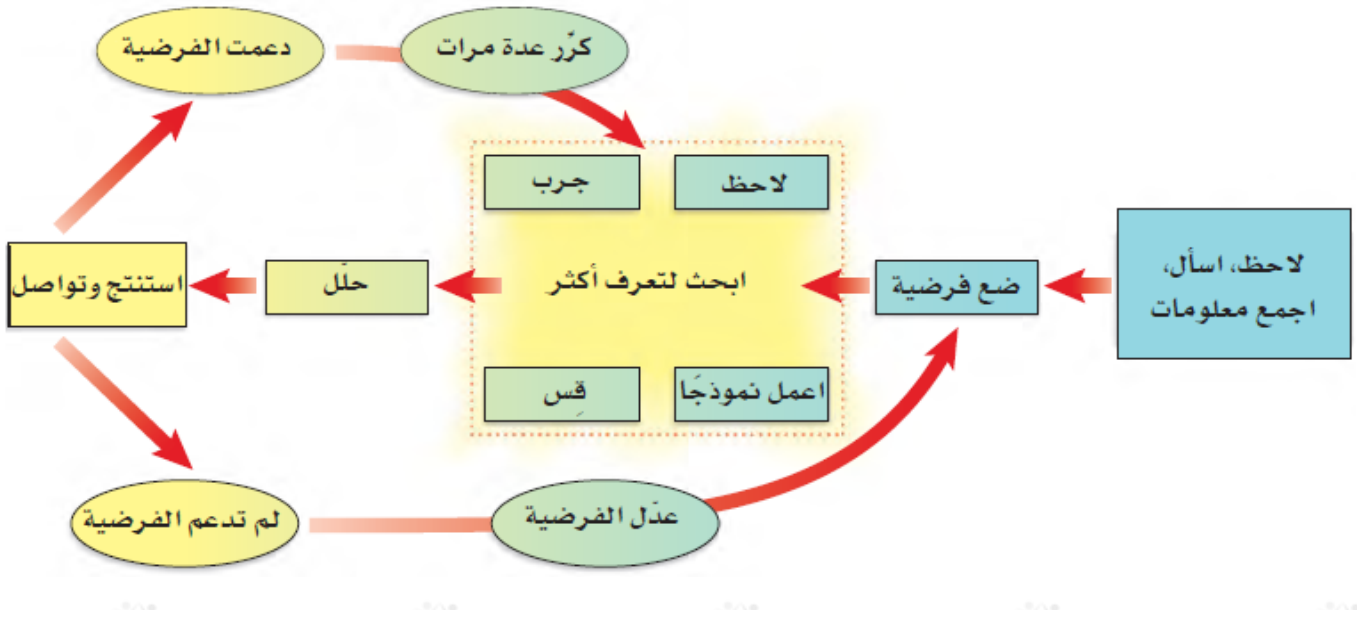 دعمت الفرضية
كرّر عدة مرات
لاحظ
جرب
لاحظ، اسأل،
اجمع معلومات
ضع فرضية
ابحث لتعرف أكثر
حلّل
استنتج وتواصل
اعمل نموذجًا
قِس
عدّل الفرضية
لم تدعم الفرضية